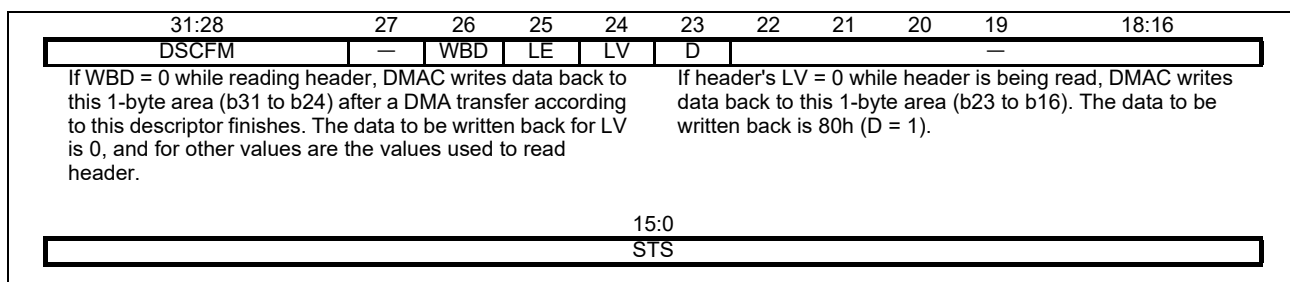 31:28 27 26 25 24 23 22 21 20 19 18:16
DSCFM — WBD LE LV D —
If WBD = 0 while reading header, DMAC writes data back to
this 1-byte area (b31 to b24) after a DMA transfer according
to this descriptor finishes. The data to be written back for LV
is 0, and for other values are the values used to read
header.
If header's LV = 0 while header is being read, DMAC writes
data back to this 1-byte area (b23 to b16). The data to be
written back is 80h (D = 1).
15:0
STS